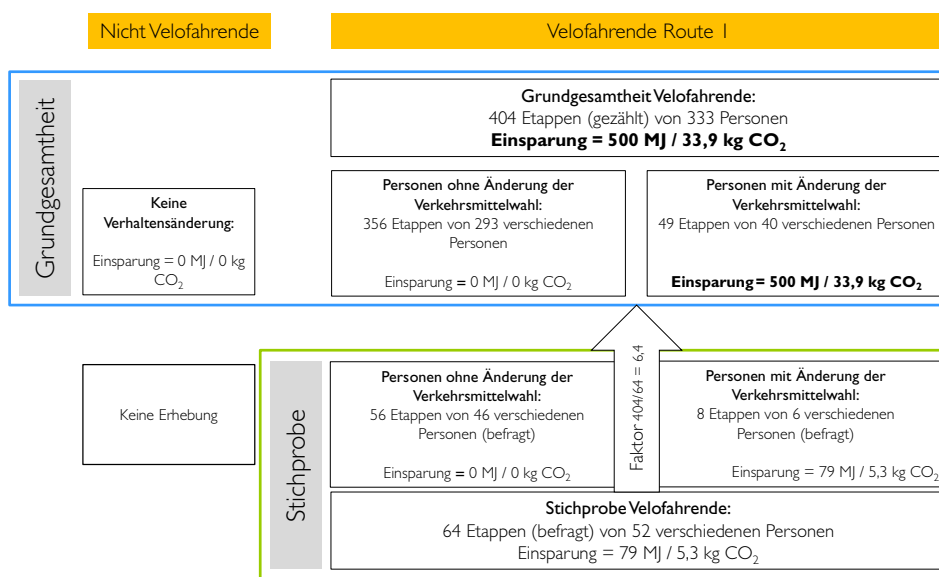 Nicht Velofahrende
Velofahrende Route 1
Grundgesamtheit
Grundgesamtheit Velofahrende:
404 Etappen (gezählt) von 333 Personen
Einsparung = 500 MJ / 33,9 kg CO2
Keine
Verhaltensänderung:
Einsparung = 0 MJ / 0 kg
CO2
Personen ohne Änderung der
Verkehrsmittelwahl:
356 Etappen von 293 verschiedenen
Personen
Einsparung = 0 MJ / 0 kg CO2
Personen mit Änderung der
Verkehrsmittelwahl:
49 Etappen von 40 verschiedenen Personen
Einsparung = 500 MJ / 33,9 kg CO2
Keine Erhebung
Stichprobe
Personen ohne Änderung der
Verkehrsmittelwahl:
56 Etappen von 46 verschiedenen
Personen (befragt)
Einsparung = 0 MJ / 0 kg CO2
Faktor 404/64 = 6,4
Personen mit Änderung der
Verkehrsmittelwahl:
8 Etappen von 6 verschiedenen
Personen (befragt)
Einsparung = 79 MJ / 5,3 kg CO2
Stichprobe Velofahrende:
64 Etappen (befragt) von 52 verschiedenen Personen
Einsparung = 79 MJ / 5,3 kg CO2